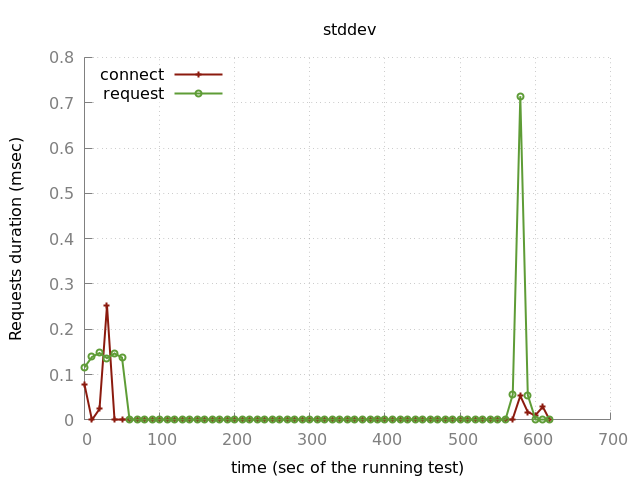 stddev
connect
request
Requests duration (msec)
0.8
0.7
0.6
0.5
0.4
0.3
0.2
0.1
0
0 100 200 300 400 500 600 700
time (sec of the running test)